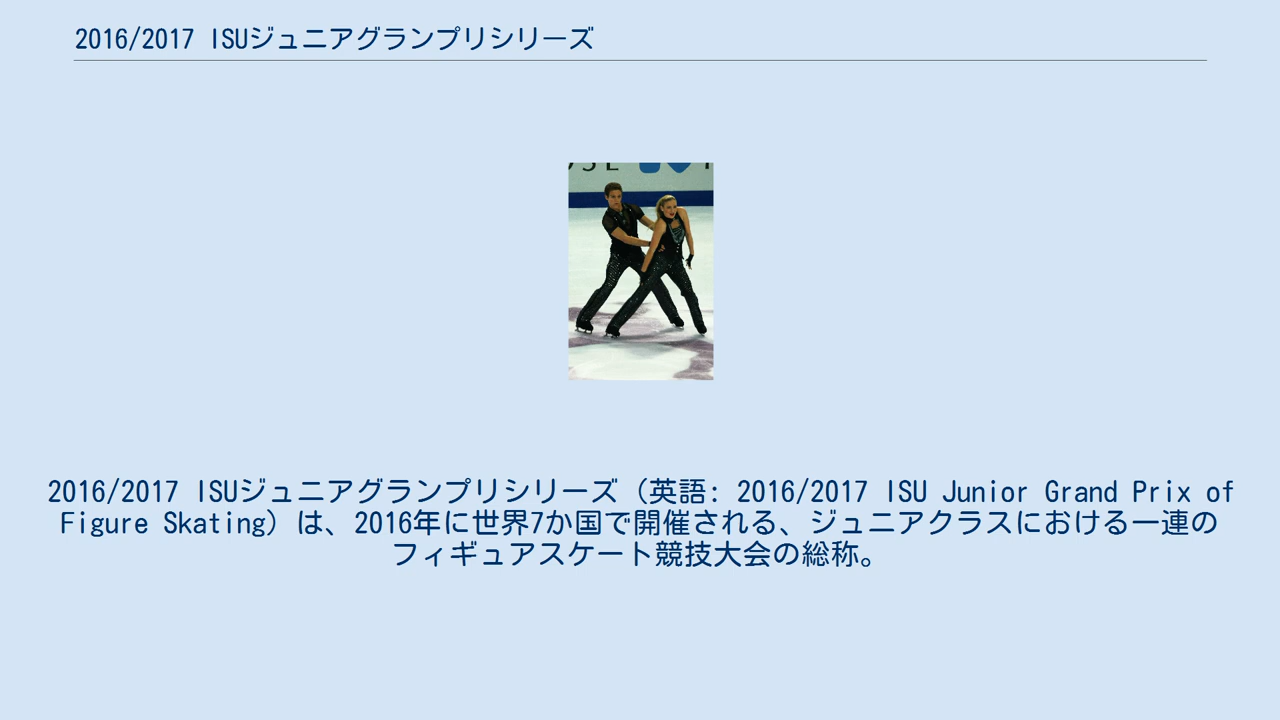 2016/2017 ISUジュニアグランプリシリーズ
2016/2017 ISUジュニアグランプリシリーズ（英語: 2016/2017 ISU Junior Grand Prix of
Figure Skating）は、2016年に世界7か国で開催される、ジュニアクラスにおける一連の
フィギュアスケート競技大会の総称。